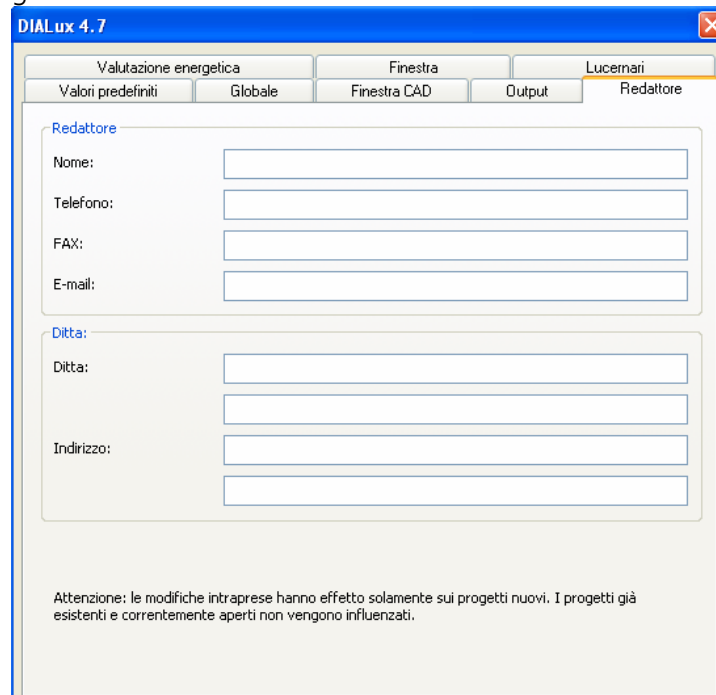 DIALux 4.7
Valutazione energetica Finestra Lucernari
Valori predefiniti Globale Finestra CAD Output Redattore
Redattore
Nome:
Telefono:
FAX:
E-mail:
Ditta:
Ditta:
Indirizzo:
Attenzione: le modifiche intraprese hanno effetto solamente sui progetti nuovi. I progetti già
esistenti e correntemente aperti non vengono influenzati.